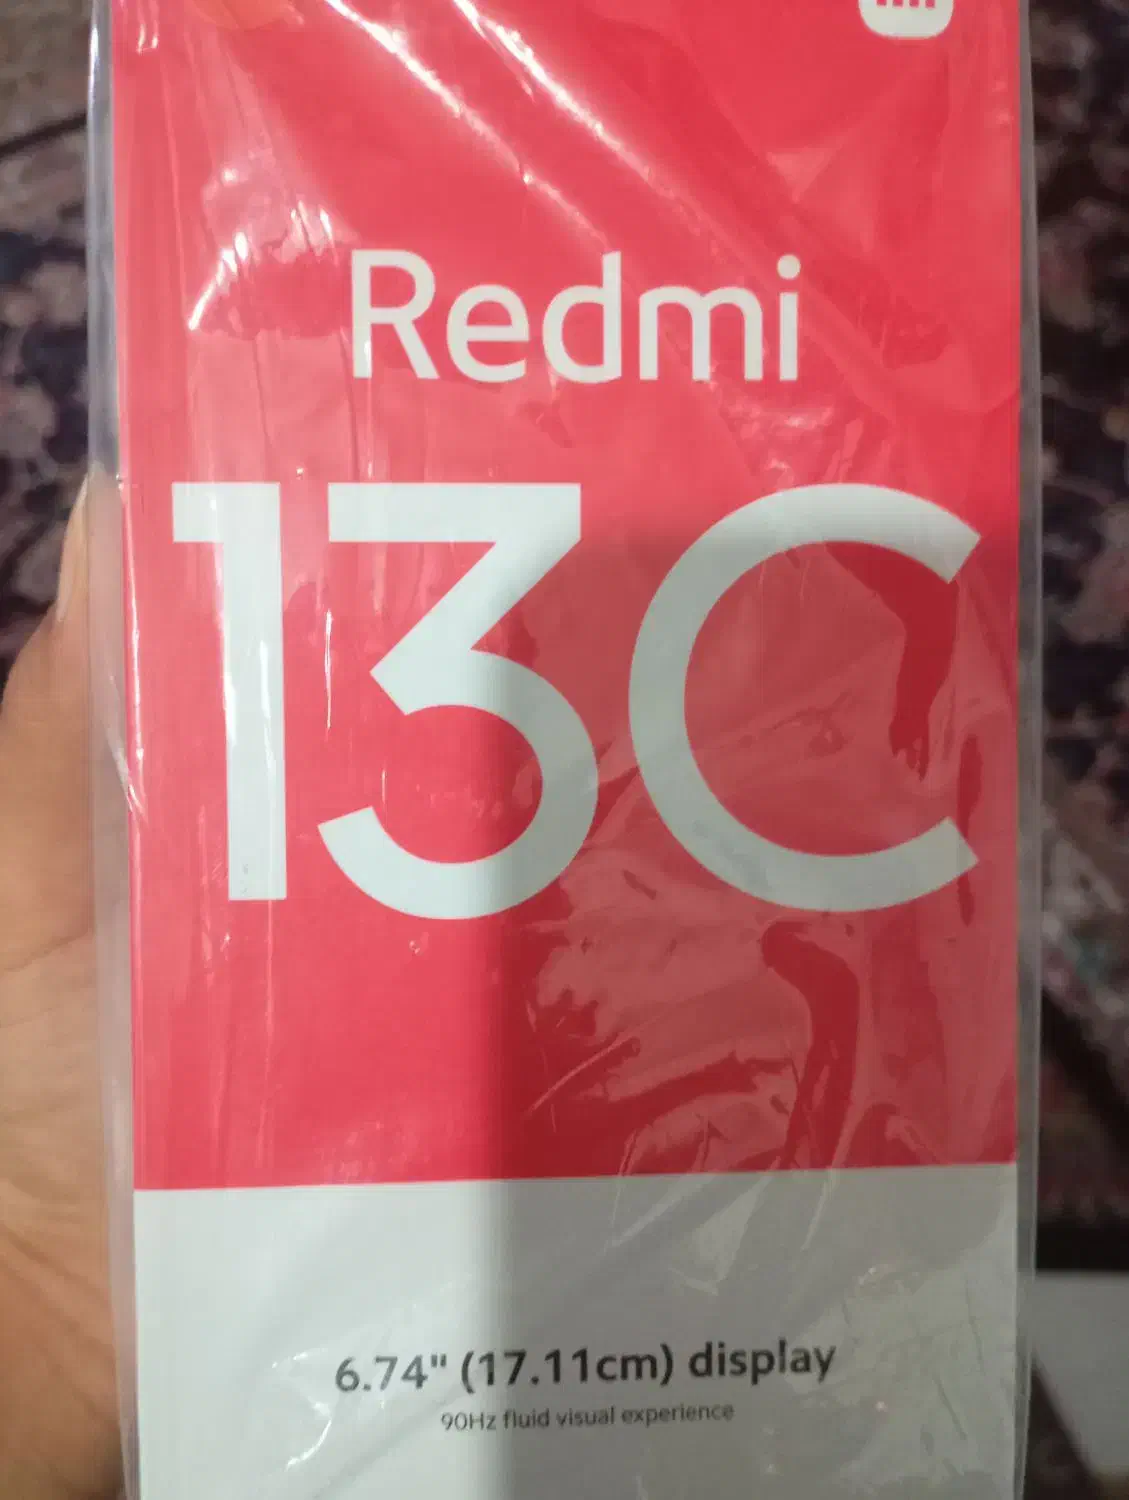 Redmi
13C
6.74" (17.11cm) display
90Hz fluid visual experience